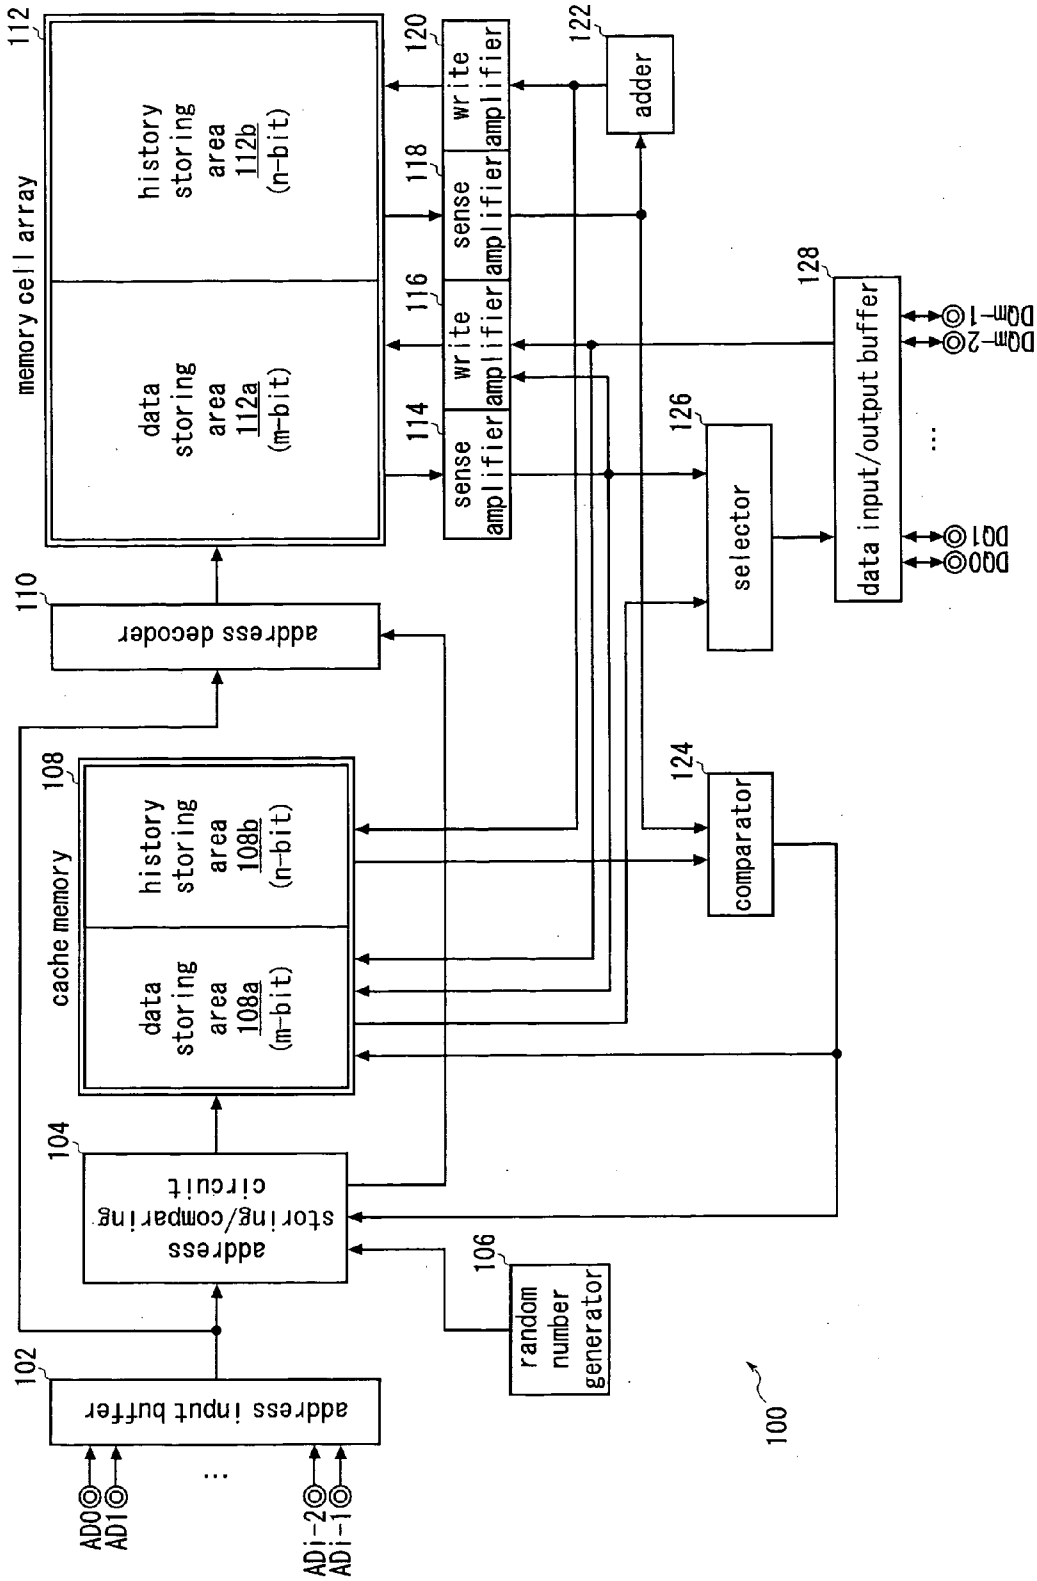 AD0
AD1
...
ADi-2
ADi-1
102
address input buffer
104
address
storing/comparing
circuit
106
random
number
generator
cache memory
108
data
storing
area
108a
(m-bit)
history
storing
area
108b
(n-bit)
110
address decoder
memory cell array
112
data
storing
area
112a
(m-bit)
history
storing
area
112b
(n-bit)
114
sense
amplifier
116
write
amplifier
118
sense
amplifier
120
write
amplifier
122
adder
124
comparator
126
selector
128
data input/output buffer
DQ0
DQ1
...
DQm-2
DQm-1
100